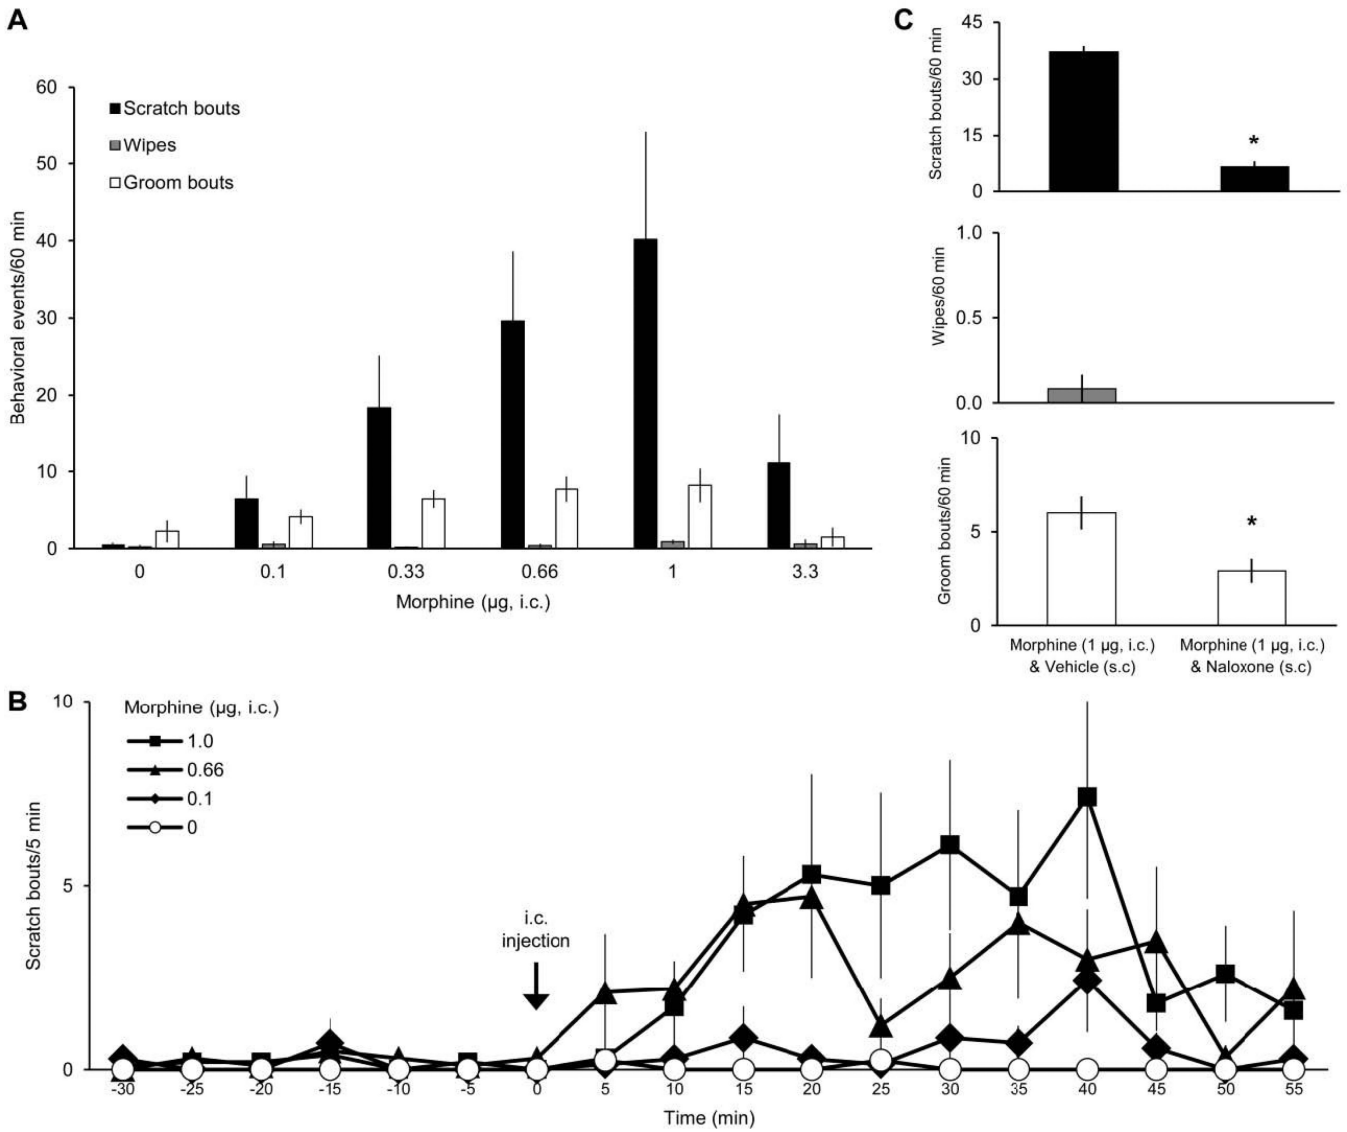 A
60
50
40
30
20
10
0
Behavioral events/60 min
Scratch bouts
Wipes
Groom bouts
0 0.1 0.33 0.66 1 3.3
Morphine (µg, i.c.)
C
45
30
15
0
Scratch bouts/60 min
*
1.0
0.5
0.0
Wipes/60 min
10
5
0
Groom bouts/60 min
*
Morphine (1 µg, i.c.)
& Vehicle (s.c)
Morphine (1 µg, i.c.)
& Naloxone (s.c)
B
10
5
0
Scratch bouts/5 min
Morphine (µg, i.c.)
1.0
0.66
0.1
0
i.c.
injection
-30 -25 -20 -15 -10 -5 0 5 10 15 20 25 30 35 40 45 50 55
Time (min)